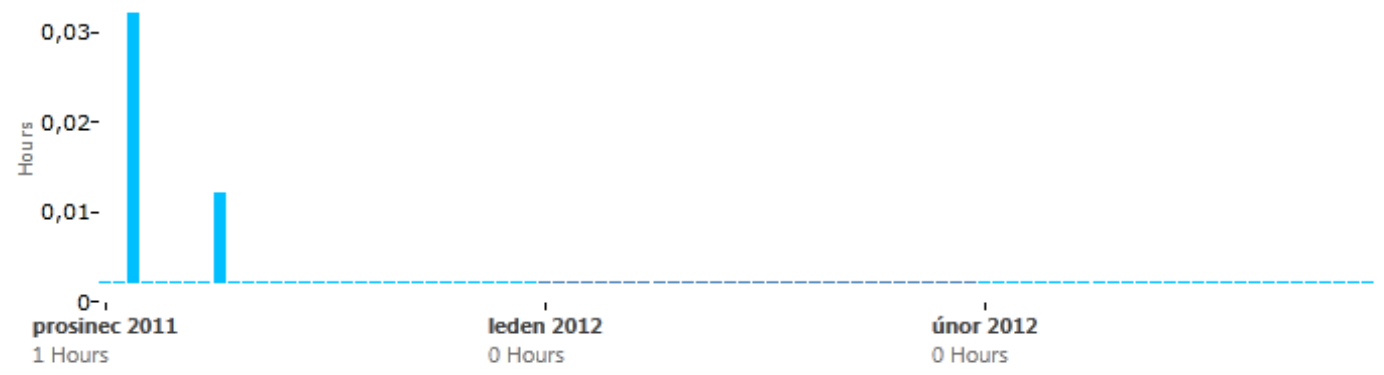 0,03-
Hours
0,02-
0,01-
0-
prosinec 2011
leden 2012
únor 2012
1 Hours
0 Hours
0 Hours